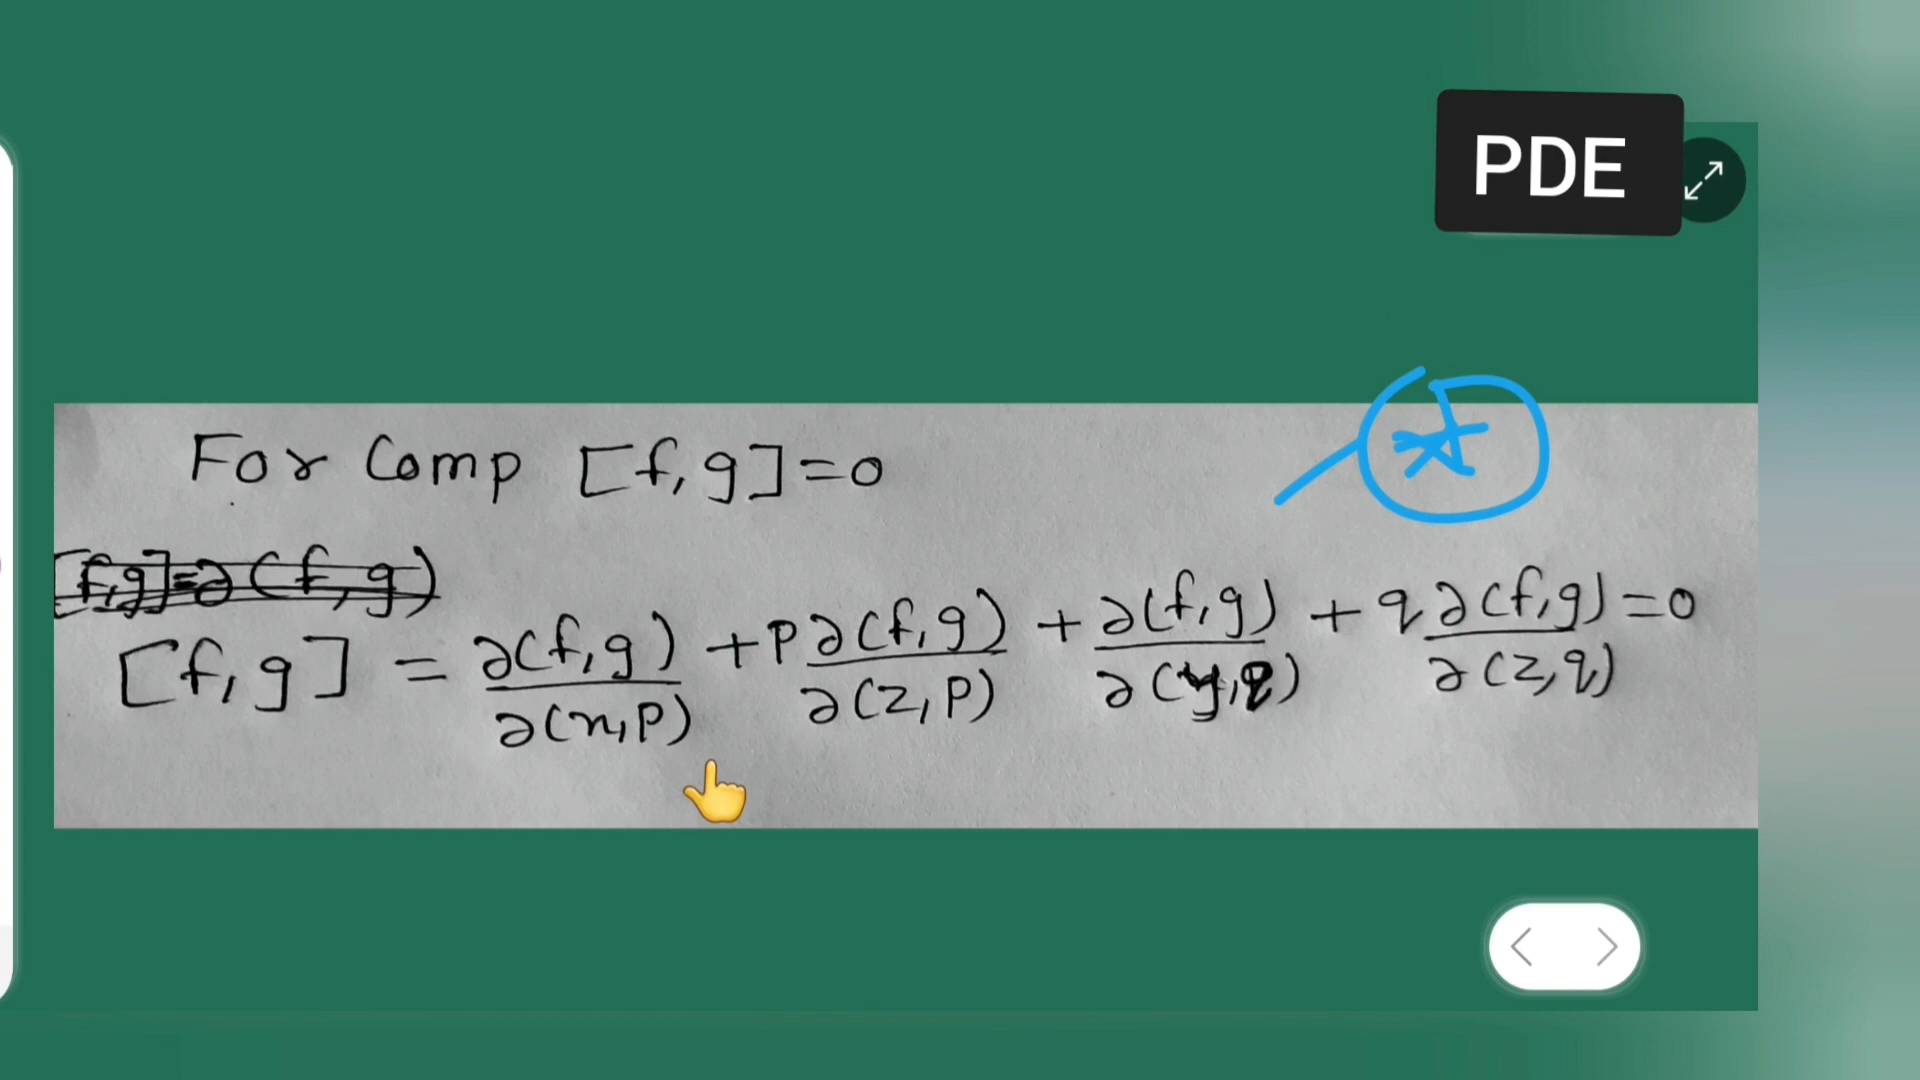 PDE
For Comp [f,g]=0
[f,g]=∂(f,g)
[f,g] = ∂(f,g)/∂(x,p) + p ∂(f,g)/∂(z,p) + ∂(f,g)/∂(y,q) + q ∂(f,g)/∂(z,q) =0